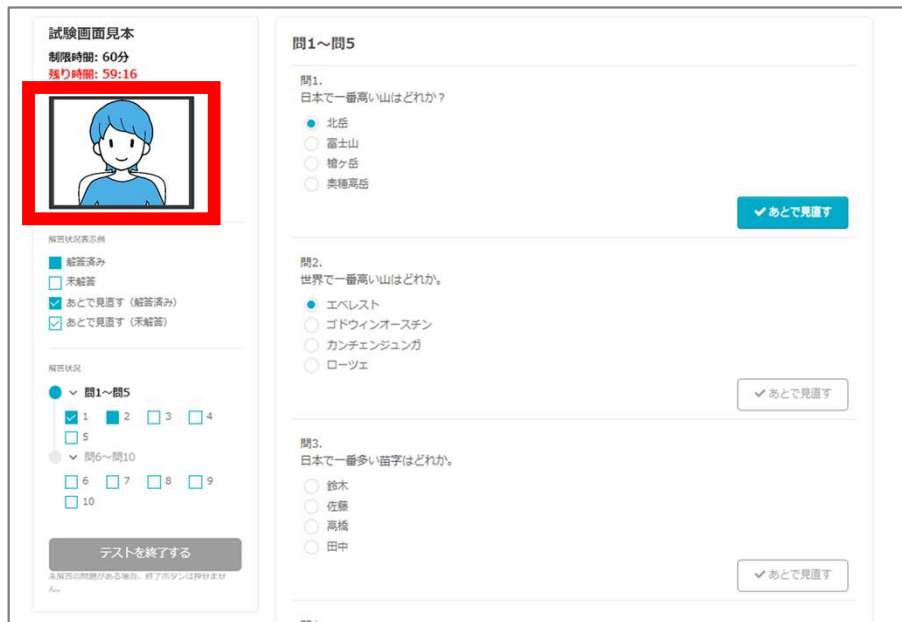 試験画面見本
制限時間: 60分
残り時間: 59:16
解答状況表示例
解答済み
未解答
あとで見直す（解答済み）
あとで見直す（未解答）
解答状況
問1～問5
1 2 3 4
5
問6～問10
6 7 8 9
10
テストを終了する
未解答の問題がある場合、終了ボタンは押せませ
ん。
問1～問5
問1.
日本で一番高い山はどれか？
北岳
富士山
槍ヶ岳
奥穂高岳
あとで見直す
問2.
世界で一番高い山はどれか。
エベレスト
ゴドウィンオースチン
カンチェンジュンガ
ローツェ
あとで見直す
問3.
日本で一番多い苗字はどれか。
鈴木
佐藤
高橋
田中
あとで見直す